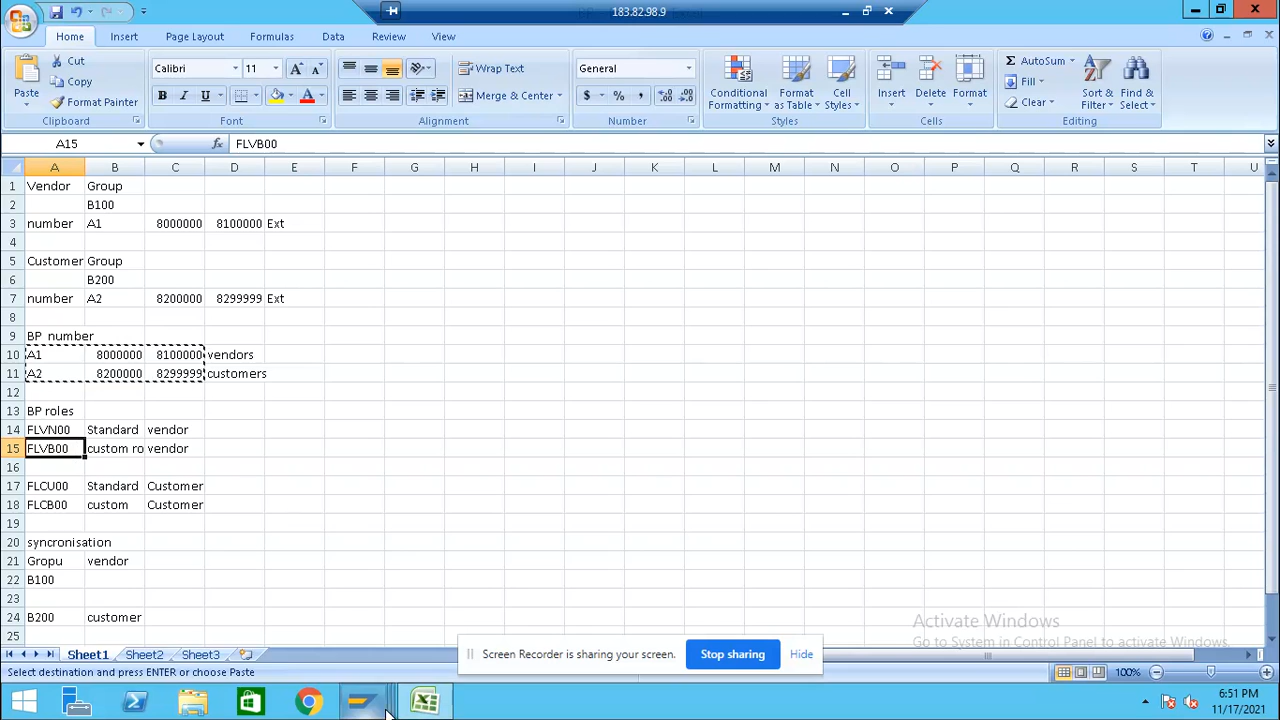 183.82.98.9
Home Insert Page Layout Formulas Data Review View
Paste
Cut
Copy
Format Painter
Clipboard
Calibri 11
B I U A A A
Font
Wrap Text
Merge & Center
Alignment
General
$ % ,
Number
Conditional Formatting
Format as Table
Cell Styles
Styles
Insert Delete Format
Cells
AutoSum
Fill
Clear
Sort & Filter
Find & Select
Editing
A15 fx FLVB00
A B C D E F G H I J K L M N O P Q R S T U
1 Vendor Group
2 B100
3 number A1 8000000 8100000 Ext
4
5 Customer Group
6 B200
7 number A2 8200000 8299999 Ext
8
9 BP number
10 A1 8000000 8100000 vendors
11 A2 8200000 8299999 customers
12
13 BP roles
14 FLVN00 Standard vendor
15 FLVB00 custom ro vendor
16
17 FLCU00 Standard Customer
18 FLCB00 custom Customer
19
20 syncronisation
21 Gropu vendor
22 B100
23
24 B200 customer
25
Activate Windows
Go to System in Control Panel to activate Windows.
Screen Recorder is sharing your screen. Stop sharing Hide
Sheet1 Sheet2 Sheet3
Select destination and press ENTER or choose Paste 100%
6:51 PM
11/17/2021